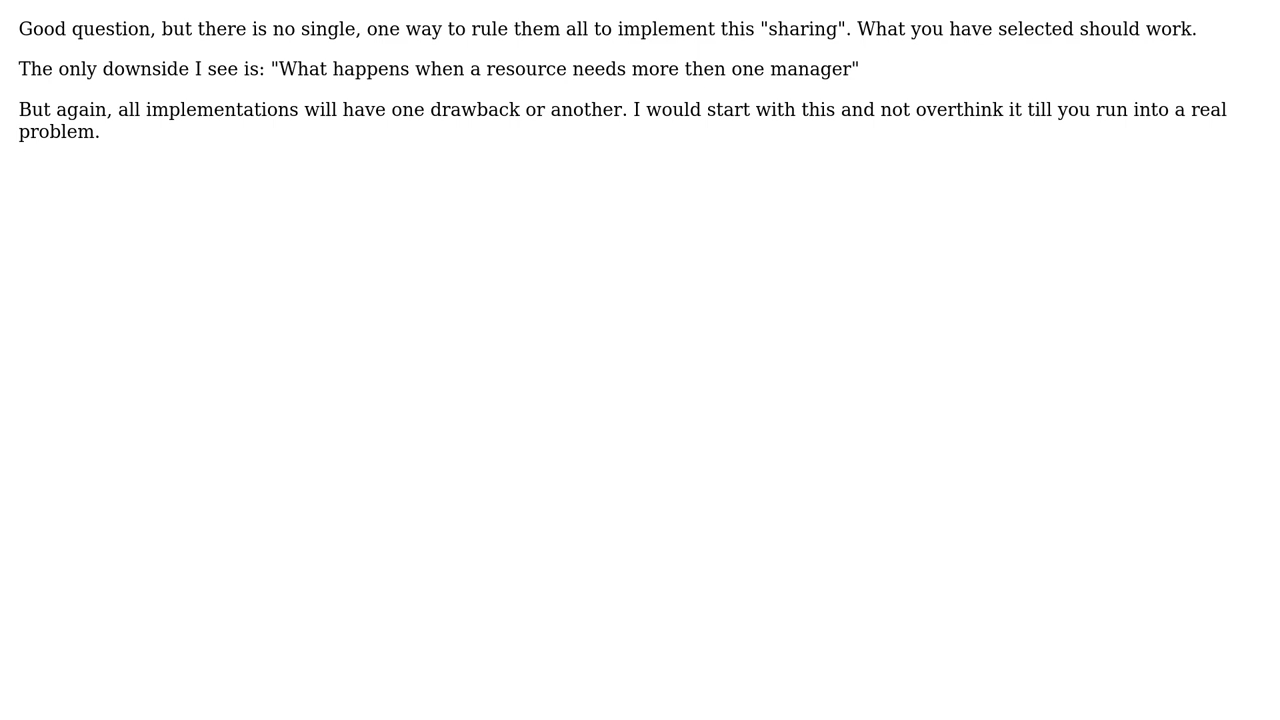 Good question, but there is no single, one way to rule them all to implement this "sharing". What you have selected should work.
The only downside I see is: "What happens when a resource needs more then one manager"
But again, all implementations will have one drawback or another. I would start with this and not overthink it till you run into a real
problem.